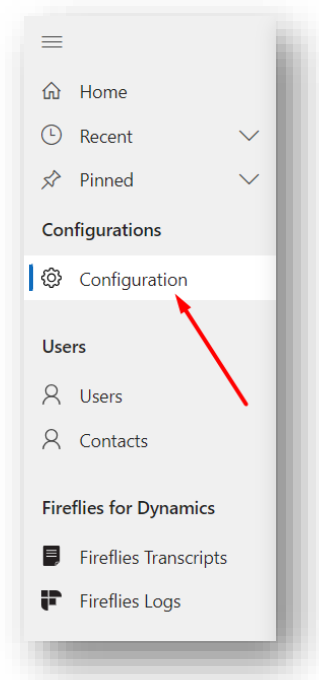 Home
Recent
Pinned
Configurations
Configuration
Users
Users
Contacts
Fireflies for Dynamics
Fireflies Transcripts
Fireflies Logs